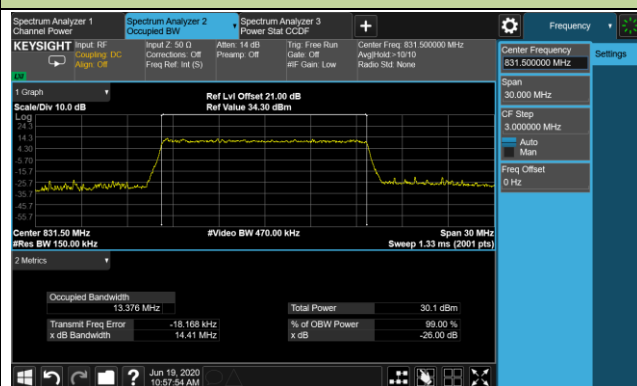 Spectrum Analyzer 1
Channel Power
Spectrum Analyzer 2
Occupied BW
Spectrum Analyzer 3
Power Stat CCDF
Frequency
KEYSIGHT
Input: RF
Coupling: DC
Align: Off
Input Z: 50 Ω
Corrections: Off
Freq Ref: Int (S)
Atten: 14 dB
Preamp: Off
Trig: Free Run
Gate: Off
#IF Gain: Low
Center Freq: 831.500000 MHz
Avg|Hold:>10/10
Radio Std: None
Center Frequency
831.500000 MHz
Settings
Span
30.000 MHz
CF Step
3.000000 MHz
Auto
Man
Freq Offset
0 Hz
1 Graph
Scale/Div 10.0 dB
Ref Lvl Offset 21.00 dB
Ref Value 34.30 dBm
Log
24.3
14.3
4.30
-5.70
-15.7
-25.7
-35.7
-45.7
-55.7
Center 831.50 MHz
#Video BW 470.00 kHz
Span 30 MHz
#Res BW 150.00 kHz
Sweep 1.33 ms (2001 pts)
2 Metrics
Occupied Bandwidth
13.376 MHz
Total Power 30.1 dBm
Transmit Freq Error -18.168 kHz
% of OBW Power 99.00 %
x dB Bandwidth 14.41 MHz
x dB -26.00 dB
Jun 19, 2020
10:57:54 AM